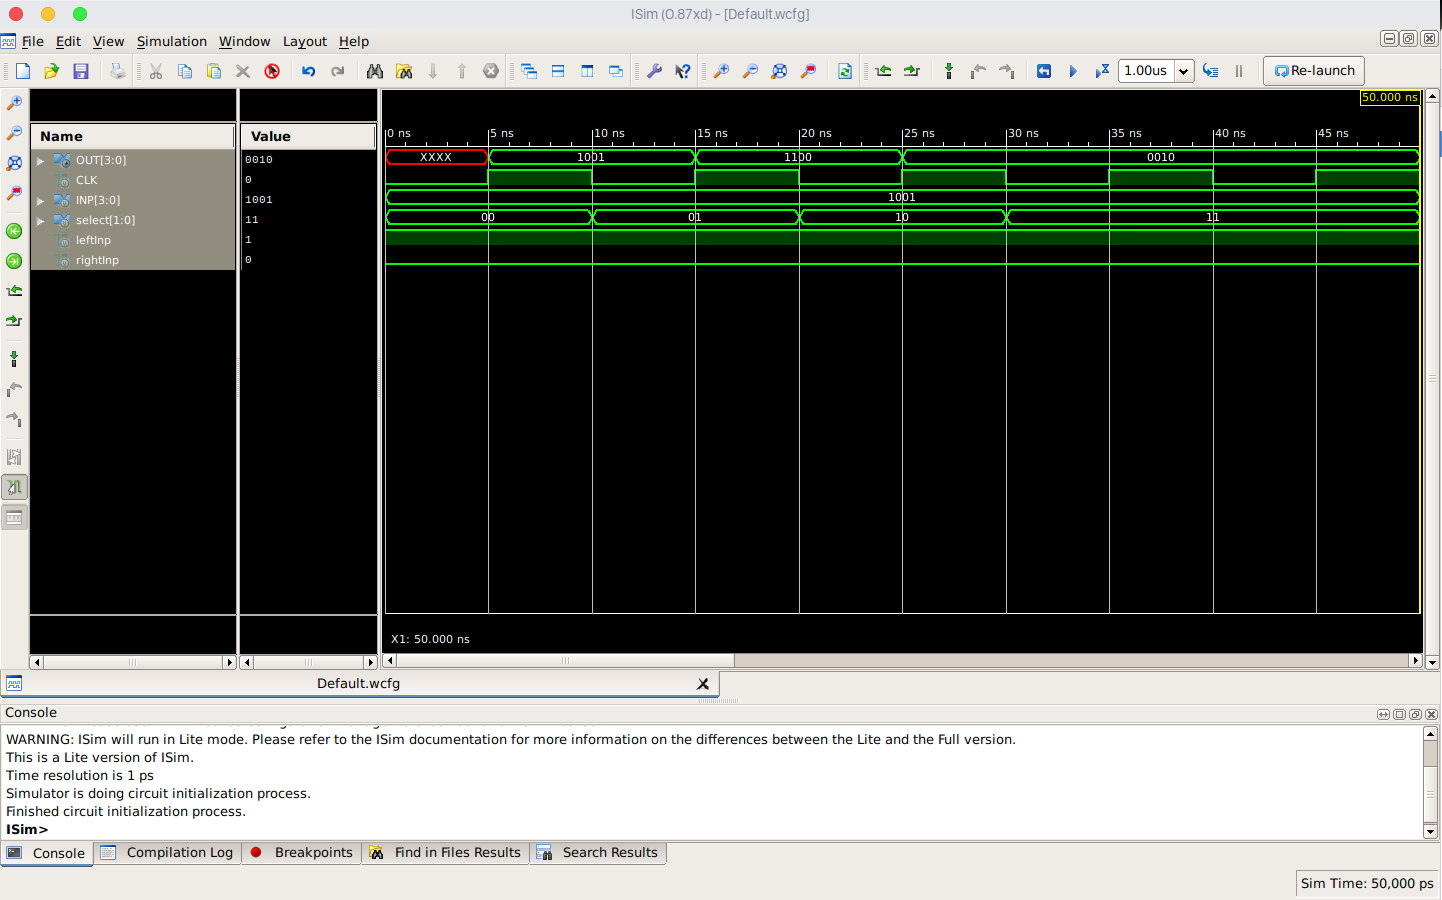 ISim (0.87xd) - [Default.wcfg]
File Edit View Simulation Window Layout Help
1.00us Re-launch
50.000 ns
Name Value
0 ns 5 ns 10 ns 15 ns 20 ns 25 ns 30 ns 35 ns 40 ns 45 ns
OUT[3:0] 0010 XXXX 1001 1100 0010
CLK 0
INP[3:0] 1001 1001
select[1:0] 11 00 01 10 11
leftInp 1
rightInp 0
X1: 50.000 ns
Default.wcfg
Console
WARNING: ISim will run in Lite mode. Please refer to the ISim documentation for more information on the differences between the Lite and the Full version.
This is a Lite version of ISim.
Time resolution is 1 ps
Simulator is doing circuit initialization process.
Finished circuit initialization process.
ISim>
Console Compilation Log Breakpoints Find in Files Results Search Results
Sim Time: 50,000 ps